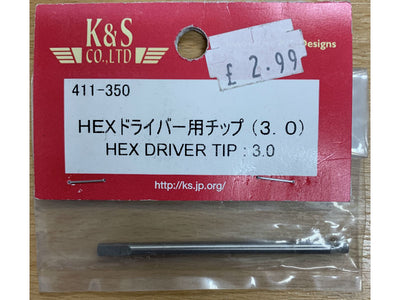 K&S
CO.,LTD
Designs
£2.99
411-350
HEXドライバー用チップ(3.0)
HEX DRIVER TIP : 3.0
http://ks.jp.org/